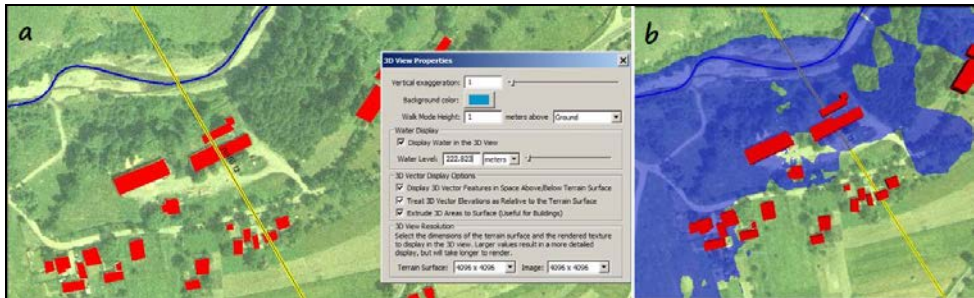 a
3D View Properties
Vertical exaggeration: 1
Background color:
Walk Mode Height: 1 meters above Ground
Water Display
Display Water in the 3D View
Water Level: 222.823 meters
3D Vector Display Options
Display 3D Vector Features in Space Above/Below Terrain Surface
Treat 3D Vector Elevations as Relative to the Terrain Surface
Extrude 3D Areas to Surface (Useful for Buildings)
3D View Resolution
Select the dimensions of the terrain surface and the rendered texture
to display in the 3D view. Larger values result in a more detailed
display, but will take longer to render.
Terrain Surface: 4096 x 4096 Image: 4096 x 4096
b